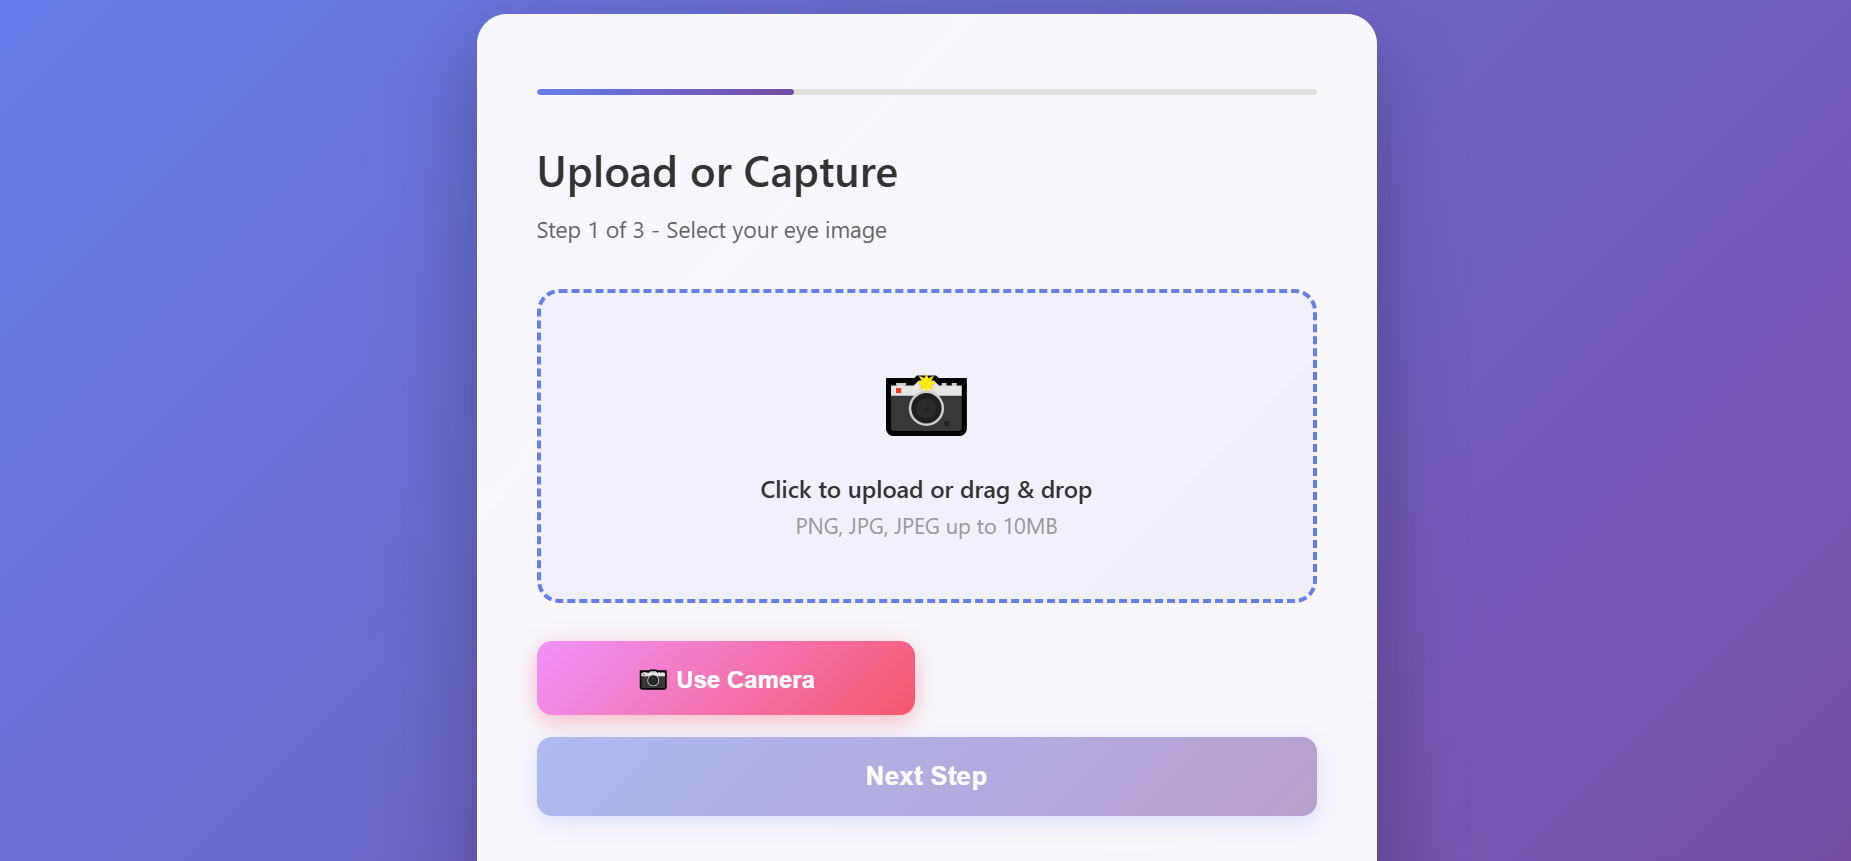 Upload or Capture
Step 1 of 3 - Select your eye image
Click to upload or drag & drop
PNG, JPG, JPEG up to 10MB
Use Camera
Next Step